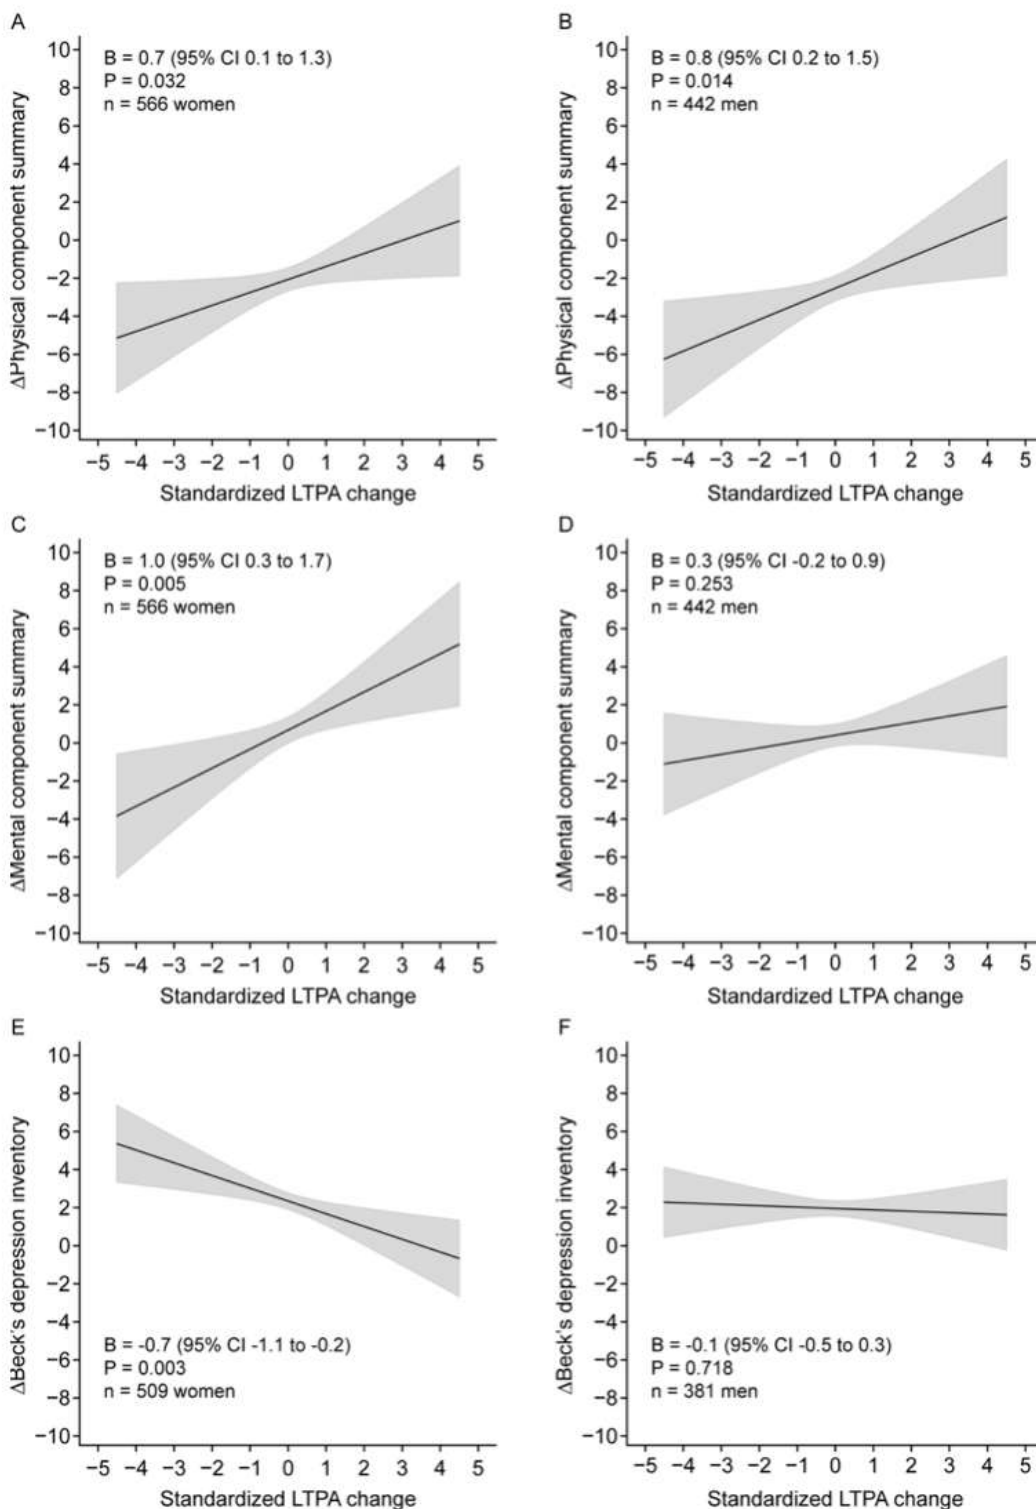 A
B = 0.7 (95% CI 0.1 to 1.3)
P = 0.032
n = 566 women
ΔPhysical component summary
10
8
6
4
2
0
−2
−4
−6
−8
−10
−5 −4 −3 −2 −1 0 1 2 3 4 5
Standardized LTPA change
B
B = 0.8 (95% CI 0.2 to 1.5)
P = 0.014
n = 442 men
ΔPhysical component summary
10
8
6
4
2
0
−2
−4
−6
−8
−10
−5 −4 −3 −2 −1 0 1 2 3 4 5
Standardized LTPA change
C
B = 1.0 (95% CI 0.3 to 1.7)
P = 0.005
n = 566 women
ΔMental component summary
10
8
6
4
2
0
−2
−4
−6
−8
−10
−5 −4 −3 −2 −1 0 1 2 3 4 5
Standardized LTPA change
D
B = 0.3 (95% CI -0.2 to 0.9)
P = 0.253
n = 442 men
ΔMental component summary
10
8
6
4
2
0
−2
−4
−6
−8
−10
−5 −4 −3 −2 −1 0 1 2 3 4 5
Standardized LTPA change
E
ΔBeck's depression inventory
10
8
6
4
2
0
−2
−4
−6
−8
−10
B = -0.7 (95% CI -1.1 to -0.2)
P = 0.003
n = 509 women
−5 −4 −3 −2 −1 0 1 2 3 4 5
Standardized LTPA change
F
ΔBeck's depression inventory
10
8
6
4
2
0
−2
−4
−6
−8
−10
B = -0.1 (95% CI -0.5 to 0.3)
P = 0.718
n = 381 men
−5 −4 −3 −2 −1 0 1 2 3 4 5
Standardized LTPA change